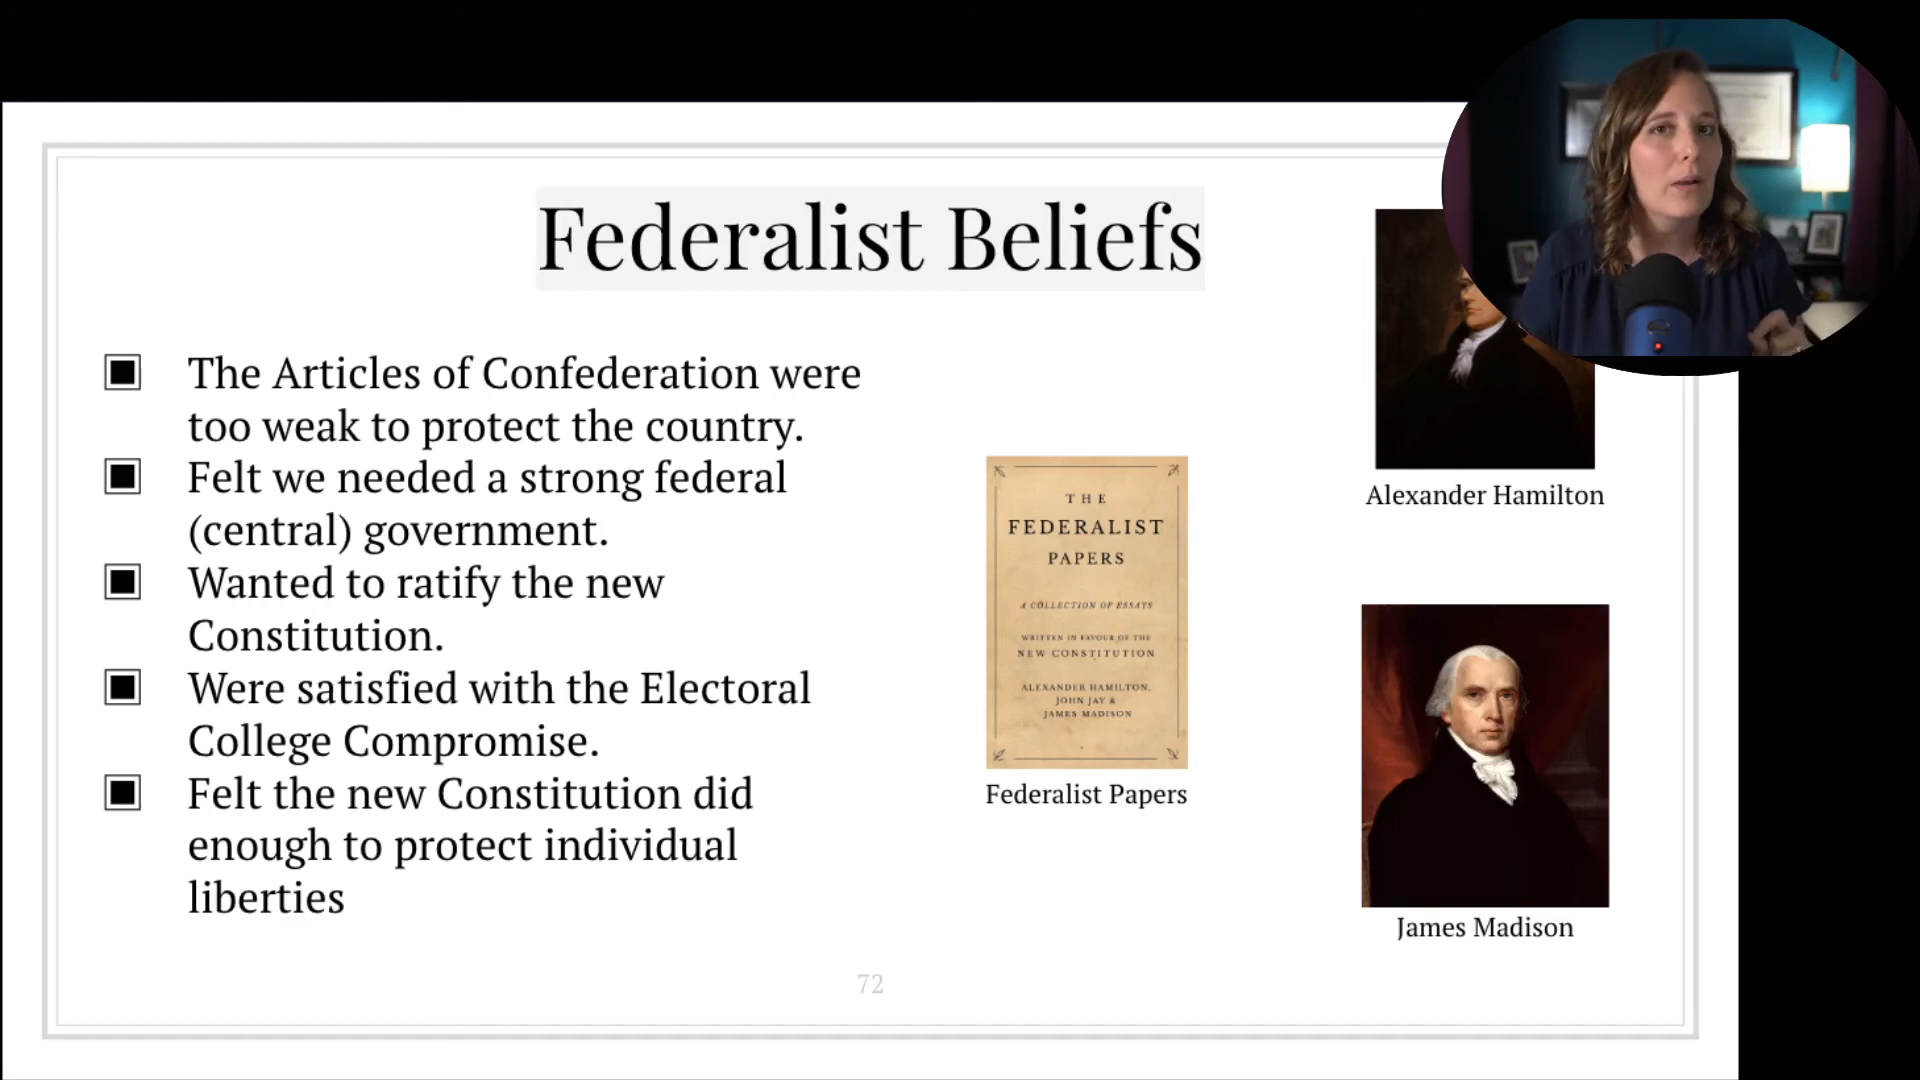 Federalist Beliefs
The Articles of Confederation were
too weak to protect the country.
Felt we needed a strong federal
(central) government.
Wanted to ratify the new
Constitution.
Were satisfied with the Electoral
College Compromise.
Felt the new Constitution did
enough to protect individual
liberties
THE
FEDERALIST
PAPERS
A COLLECTION OF ESSAYS
WRITTEN IN FAVOUR OF THE
NEW CONSTITUTION
ALEXANDER HAMILTON,
JOHN JAY &
JAMES MADISON
Federalist Papers
Alexander Hamilton
James Madison
72